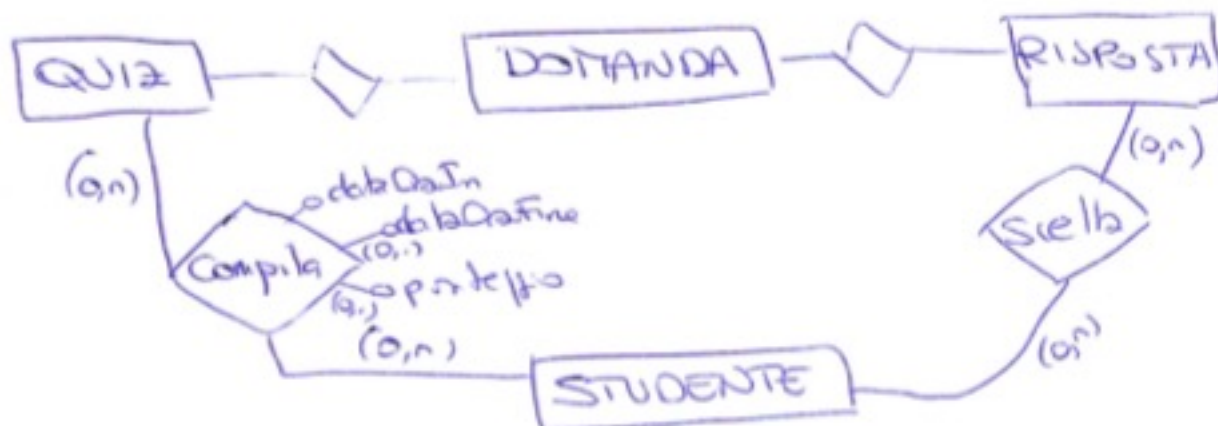 QUIZ
DOMANDA
RISPOSTA
(0,n)
dataOraIn
dataOraFine
(0,1)
Compila
punteggio
(0,1)
(0,n)
(0,n)
Scelta
(0,n)
STUDENTE